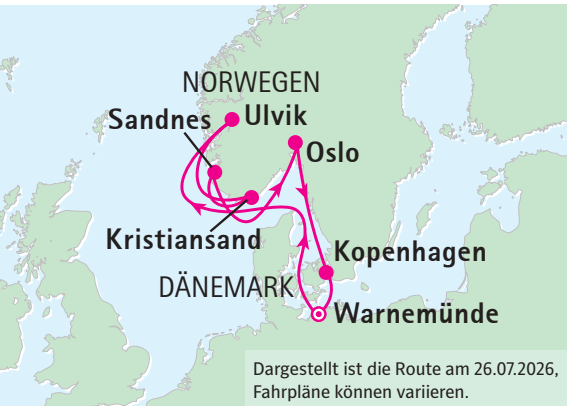 NORWEGEN
Sandnes
Ulvik
Oslo
Kristiansand
Kopenhagen
DÄNEMARK
Warnemünde
Dargestellt ist die Route am 26.07.2026,
Fahrpläne können variieren.